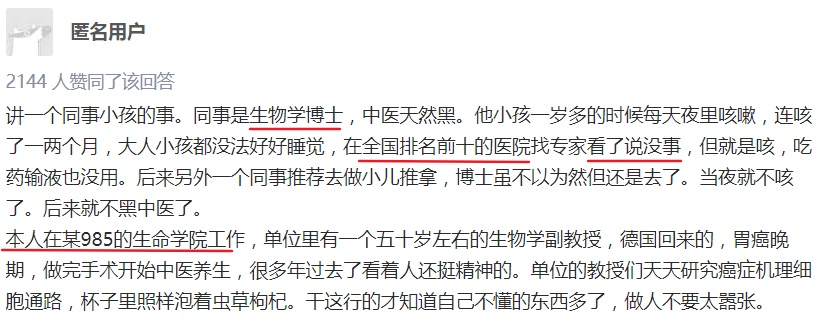 匿名用户
2144 人赞同了该回答
讲一个同事小孩的事。同事是生物学博士，中医天然黑。他小孩一岁多的时候每天夜里咳嗽，连咳
了一两个月，大人小孩都没法好好睡觉，在全国排名前十的医院找专家看了说没事，但就是咳，吃
药输液也没用。后来另外一个同事推荐去做小儿推拿，博士虽不以为然但还是去了。当夜就不咳
了。后来就不黑中医了。
本人在某985的生命学院工作，单位里有一个五十岁左右的生物学副教授，德国回来的，胃癌晚
期，做完手术开始中医养生，很多年过去了看着人还挺精神的。单位的教授们天天研究癌症机理细
胞通路，杯子里照样泡着虫草枸杞。干这行的才知道自己不懂的东西多了，做人不要太嚣张。